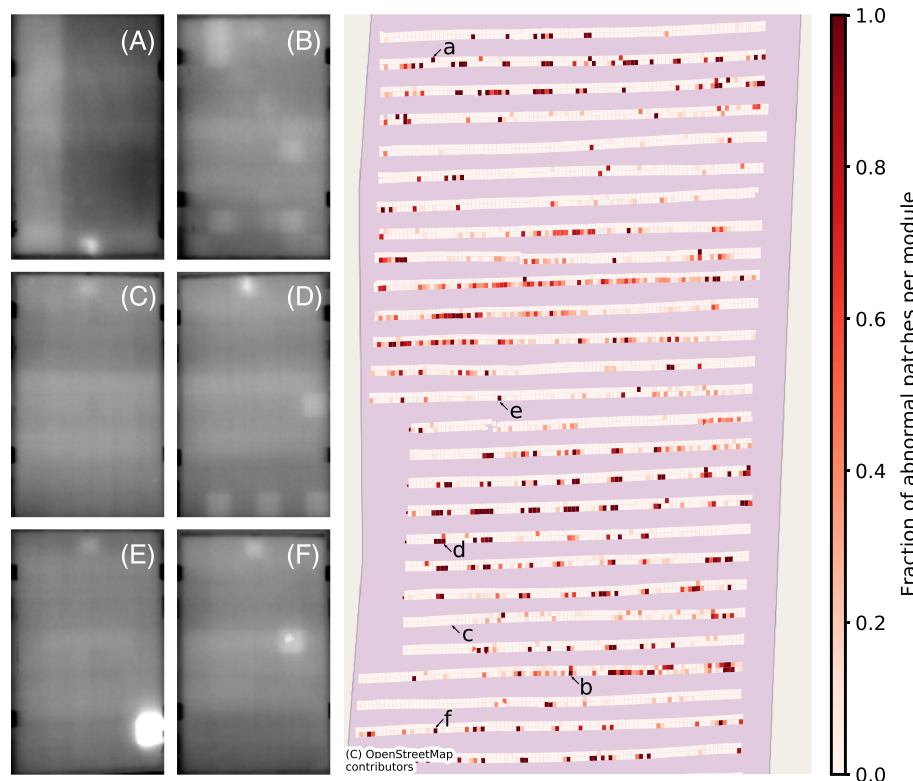 (A)
(B)
(C)
(D)
(E)
(F)
a
e
d
c
b
f
(C) OpenStreetMap
contributors
1.0
0.8
0.6
0.4
0.2
0.0
Fraction of abnormal patches per module